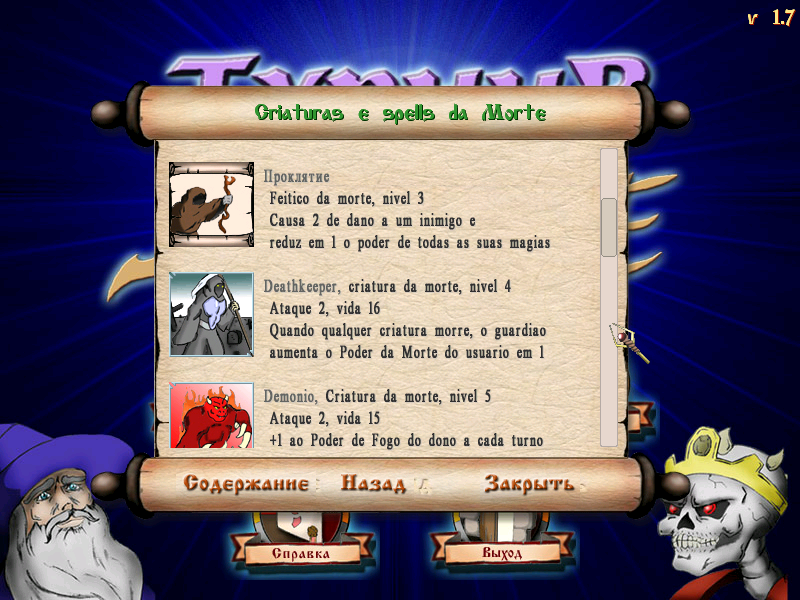 v 1.7
Турнир
Criaturas e spells da Morte
Проклятие
Feitico da morte, nivel 3
Causa 2 de dano a um inimigo e
reduz em 1 o poder de todas as suas magias
Deathkeeper, criatura da morte, nivel 4
Ataque 2, vida 16
Quando qualquer criatura morre, o guardiao
aumenta o Poder da Morte do usuario em 1
Demonio, Criatura da morte, nivel 5
Ataque 2, vida 15
+1 ao Poder de Fogo do dono a cada turno
Содержание Назад Закрыть
Справка Выход